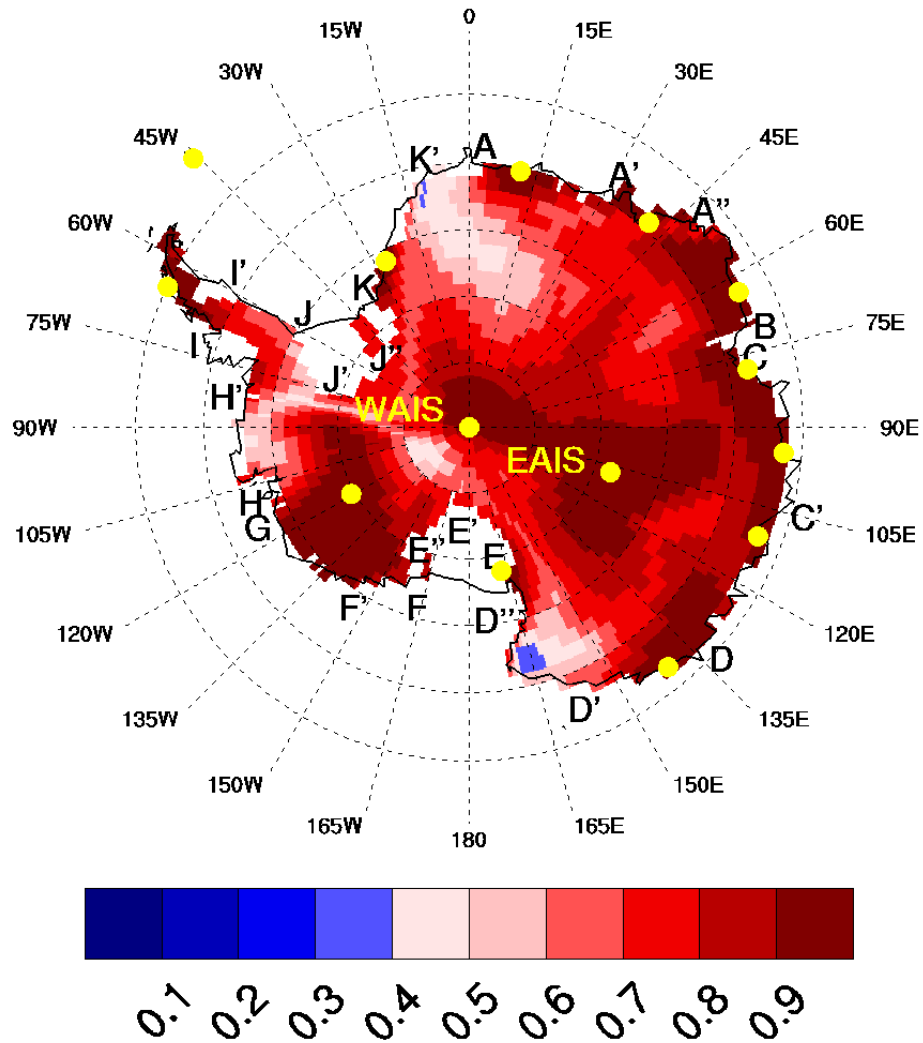 0
15W
15E
30W
30E
45W
45E
K'
A
A'
A''
60W
60E
I'
K
J
B
75W
75E
I
J''
C
H'
J'
WAIS
90W
90E
EAIS
H
G
E'
C'
105W
105E
E''
E
F'
F
D''
120W
120E
D
D'
135W
135E
150W
150E
165W
165E
180
0.1 0.2 0.3 0.4 0.5 0.6 0.7 0.8 0.9